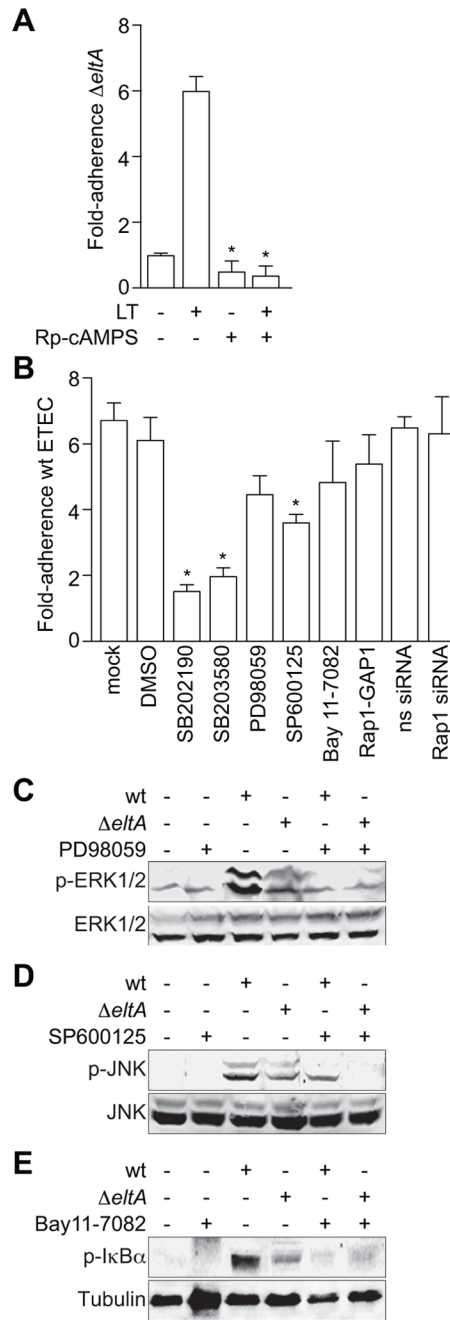 A
Fold-adherence ΔeltA
8
6
4
2
0
LT - + - +
Rp-cAMPS - - + +
* *
B
Fold-adherence wt ETEC
8
6
4
2
0
* * *
mock
DMSO
SB202190
SB203580
PD98059
SP600125
Bay 11-7082
Rap1-GAP1
ns siRNA
Rap1 siRNA
C
wt - - + - + -
ΔeltA - - - + - +
PD98059 - + - - + +
p-ERK1/2
ERK1/2
D
wt - - + - + -
ΔeltA - - - + - +
SP600125 - + - - + +
p-JNK
JNK
E
wt - - + - + -
ΔeltA - - - + - +
Bay11-7082 - + - - + +
p-IκBα
Tubulin